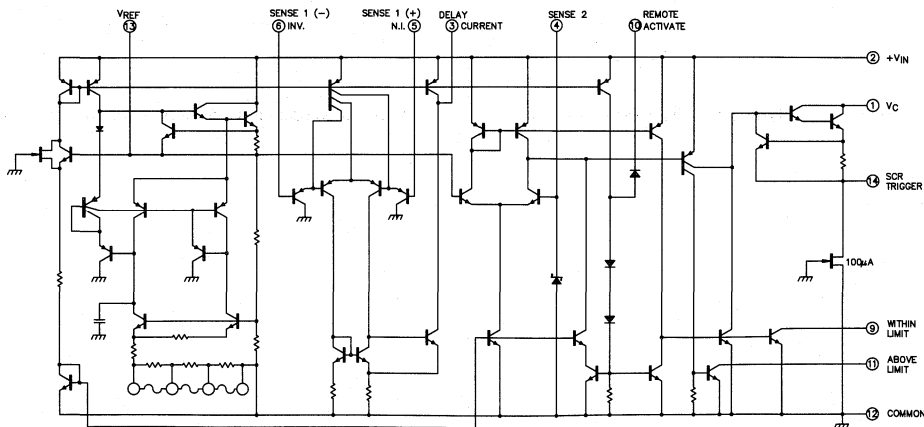 VREF
13
SENSE 1 (-)
6 INV.
SENSE 1 (+)
N.I. 5
DELAY
3 CURRENT
SENSE 2
4
REMOTE
10 ACTIVATE
2 +VIN
1 VC
14 SCR
TRIGGER
100µA
9 WITHIN
LIMIT
11 ABOVE
LIMIT
12 COMMON